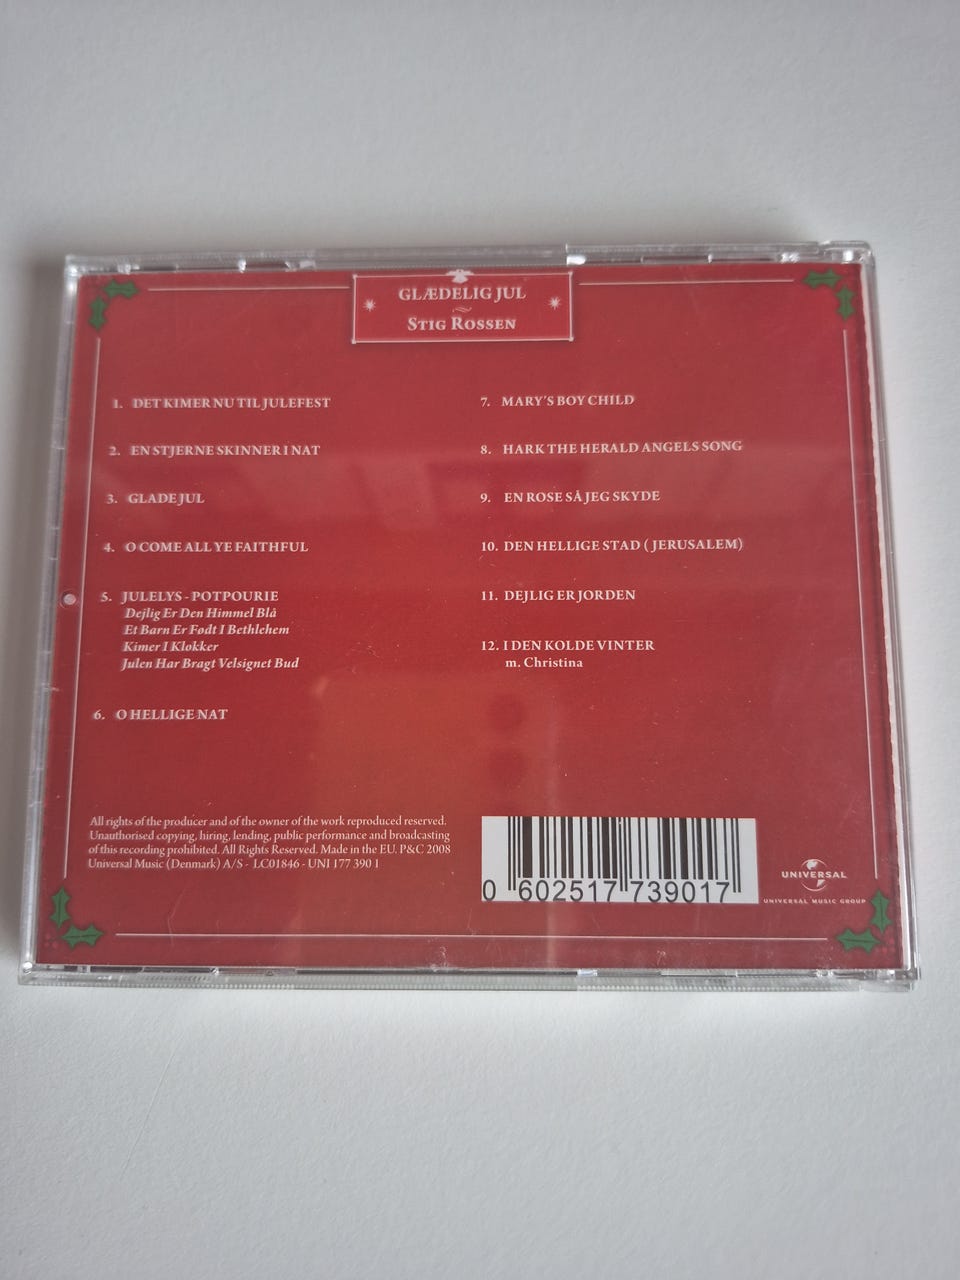 GLÆDELIG JUL
STIG ROSSEN
1. DET KIMER NU TIL JULEFEST
2. EN STJERNE SKINNER I NAT
3. GLADE JUL
4. O COME ALL YE FAITHFUL
5. JULELYS - POTPOURIE
Dejlig Er Den Himmel Blå
Et Barn Er Født I Bethlehem
Kimer I Klokker
Julen Har Bragt Velsignet Bud
6. O HELLIGE NAT
7. MARY'S BOY CHILD
8. HARK THE HERALD ANGELS SONG
9. EN ROSE SÅ JEG SKYDE
10. DEN HELLIGE STAD ( JERUSALEM)
11. DEJLIG ER JORDEN
12. I DEN KOLDE VINTER
m. Christina
All rights of the producer and of the owner of the work reproduced reserved.
Unauthorised copying, hiring, lending, public performance and broadcasting
of this recording prohibited. All Rights Reserved. Made in the EU. P&C 2008
Universal Music (Denmark) A/S - LC01846 - UNI 177 390 1
0 602517 739017
UNIVERSAL
UNIVERSAL MUSIC GROUP